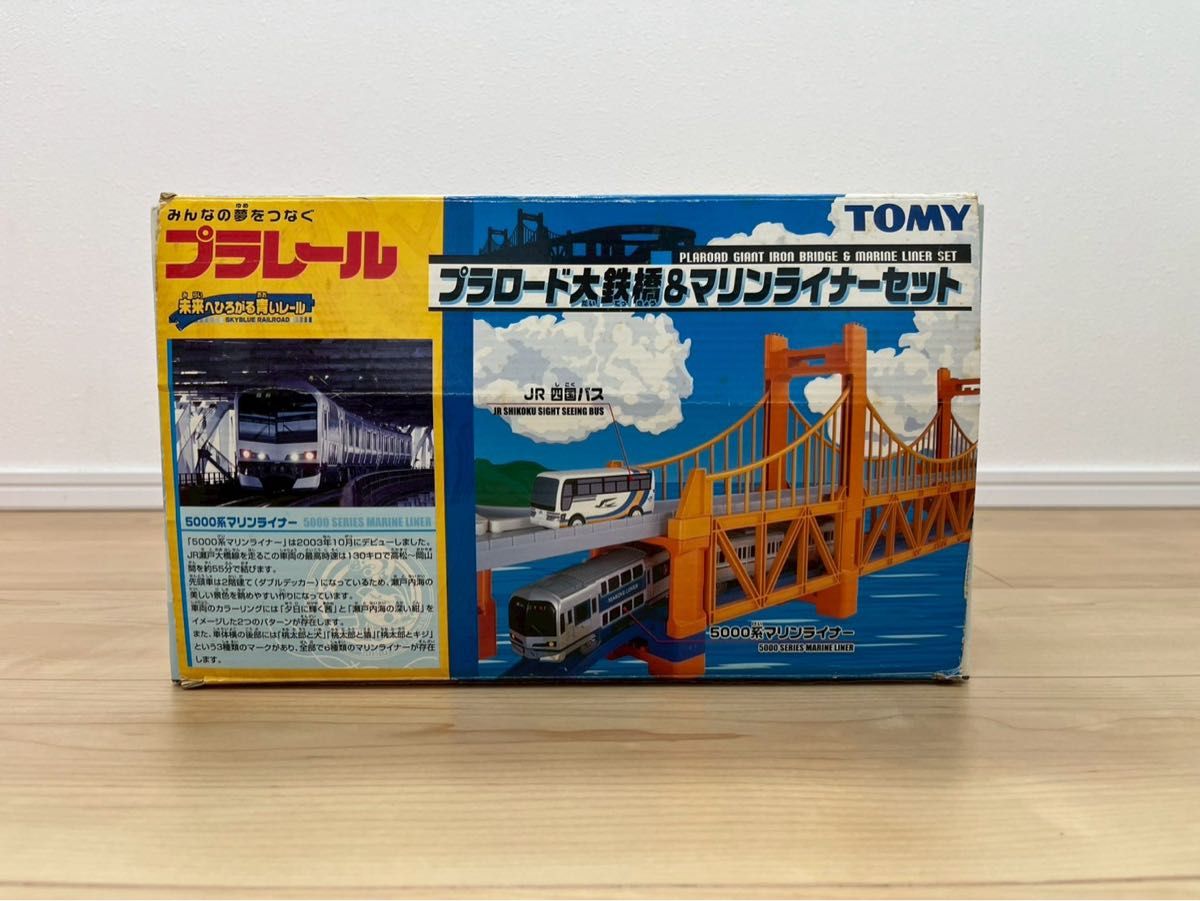 みんなの夢をつなぐ
プラレール
未来へひろがる青いレール
SKYBLUE RAILROAD
TOMY
PLAROAD GIANT IRON BRIDGE & MARINE LINER SET
プラロード大鉄橋&マリンライナーセット
JR 四国バス
JR SHIKOKU SIGHT SEEING BUS
MARINE LINER
5000系マリンライナー
5000 SERIES MARINE LINER
5000系マリンライナー 5000 SERIES MARINE LINER
「5000系マリンライナー」は2003年10月にデビューしました。
JR瀬戸大橋線を走るこの車両の最高時速は130キロで高松〜岡山
間を約55分で結びます。
先頭車は2階建て(ダブルデッカー)になっているため、瀬戸内海の
美しい景色を眺めやすい作りになっています。
車両のカラーリングには「夕日に輝く茜」と「瀬戸内海の深い紺」を
イメージした2つのパターンが存在します。
また、車体横の後部には「桃太郎と犬」「桃太郎と猿」「桃太郎とキジ」
という3種類のマークがあり、全部で6種類のマリンライナーが存在
します。